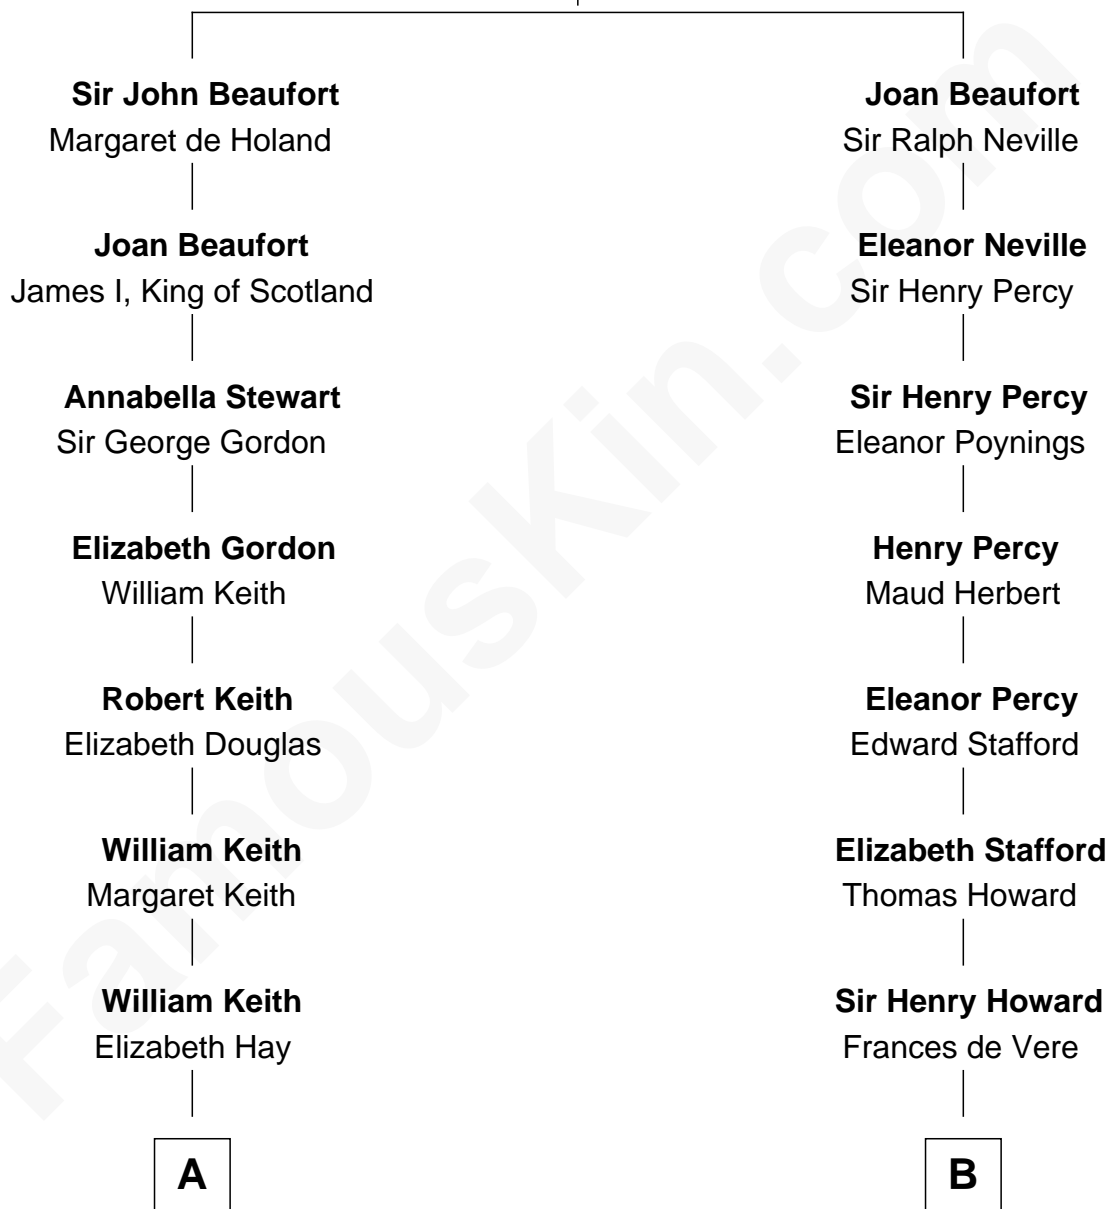 Sir John Beaufort
Margaret de Holand
Joan Beaufort
James I, King of Scotland
Annabella Stewart
Sir George Gordon
Elizabeth Gordon
William Keith
Robert Keith
Elizabeth Douglas
William Keith
Margaret Keith
William Keith
Elizabeth Hay
A
Joan Beaufort
Sir Ralph Neville
Eleanor Neville
Sir Henry Percy
Sir Henry Percy
Eleanor Poynings
Henry Percy
Maud Herbert
Eleanor Percy
Edward Stafford
Elizabeth Stafford
Thomas Howard
Sir Henry Howard
Frances de Vere
B
FamousKin.com